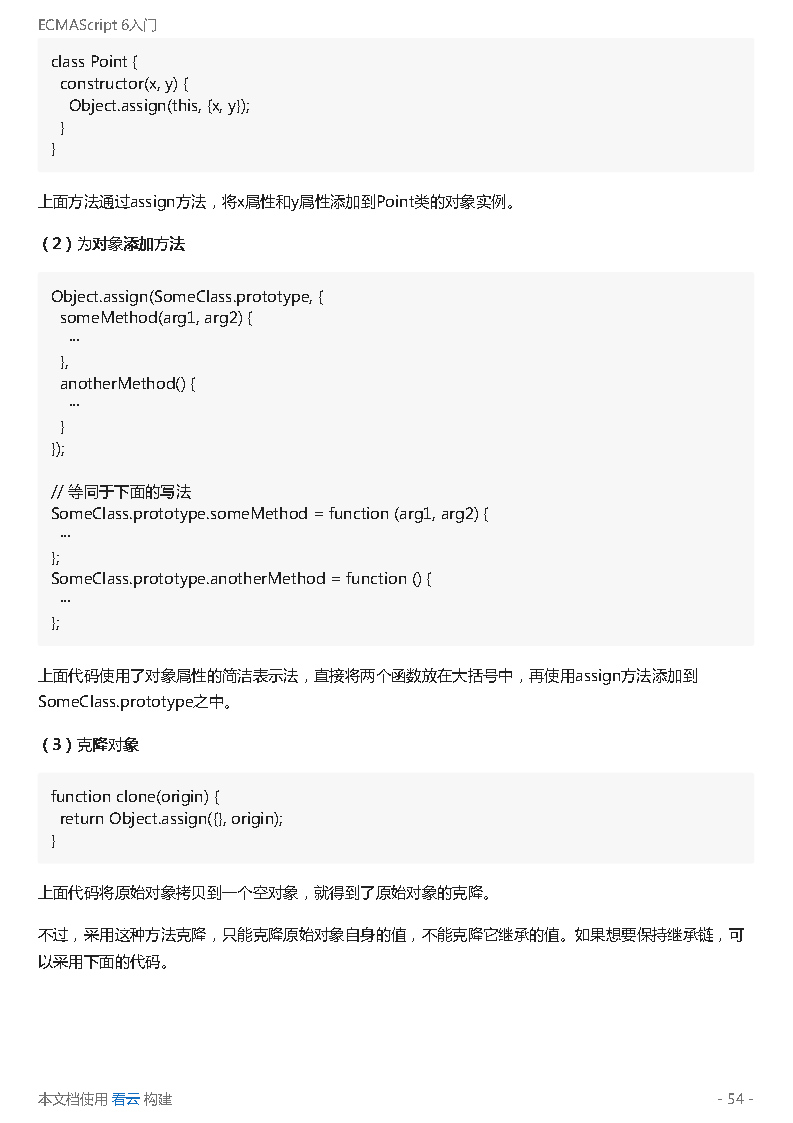 ECMAScript 6入门
class Point {
constructor(x, y) {
Object.assign(this, {x, y});
}
}
上面方法通过assign方法，将x属性和y属性添加到Point类的对象实例。
（2）为对象添加方法
Object.assign(SomeClass.prototype, {
someMethod(arg1, arg2) {
···
},
anotherMethod() {
···
}
});
// 等同于下面的写法
SomeClass.prototype.someMethod = function (arg1, arg2) {
···
};
SomeClass.prototype.anotherMethod = function () {
···
};
上面代码使用了对象属性的简洁表示法，直接将两个函数放在大括号中，再使用assign方法添加到
SomeClass.prototype之中。
（3）克隆对象
function clone(origin) {
return Object.assign({}, origin);
}
上面代码将原始对象拷贝到一个空对象，就得到了原始对象的克隆。
不过，采用这种方法克隆，只能克隆原始对象自身的值，不能克隆它继承的值。如果想要保持继承链，可
以采用下面的代码。
本文档使用 看云 构建
- 54 -